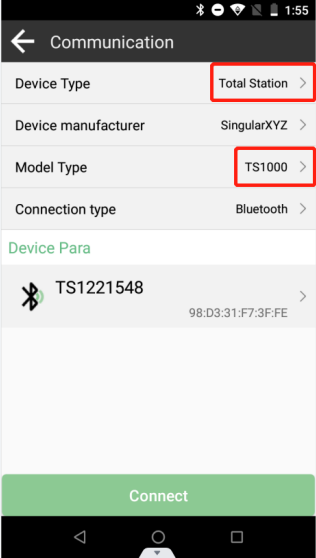 1:55
Communication
Device Type Total Station
Device manufacturer SingularXYZ
Model Type TS1000
Connection type Bluetooth
Device Para
TS1221548
98:D3:31:F7:3F:FE
Connect